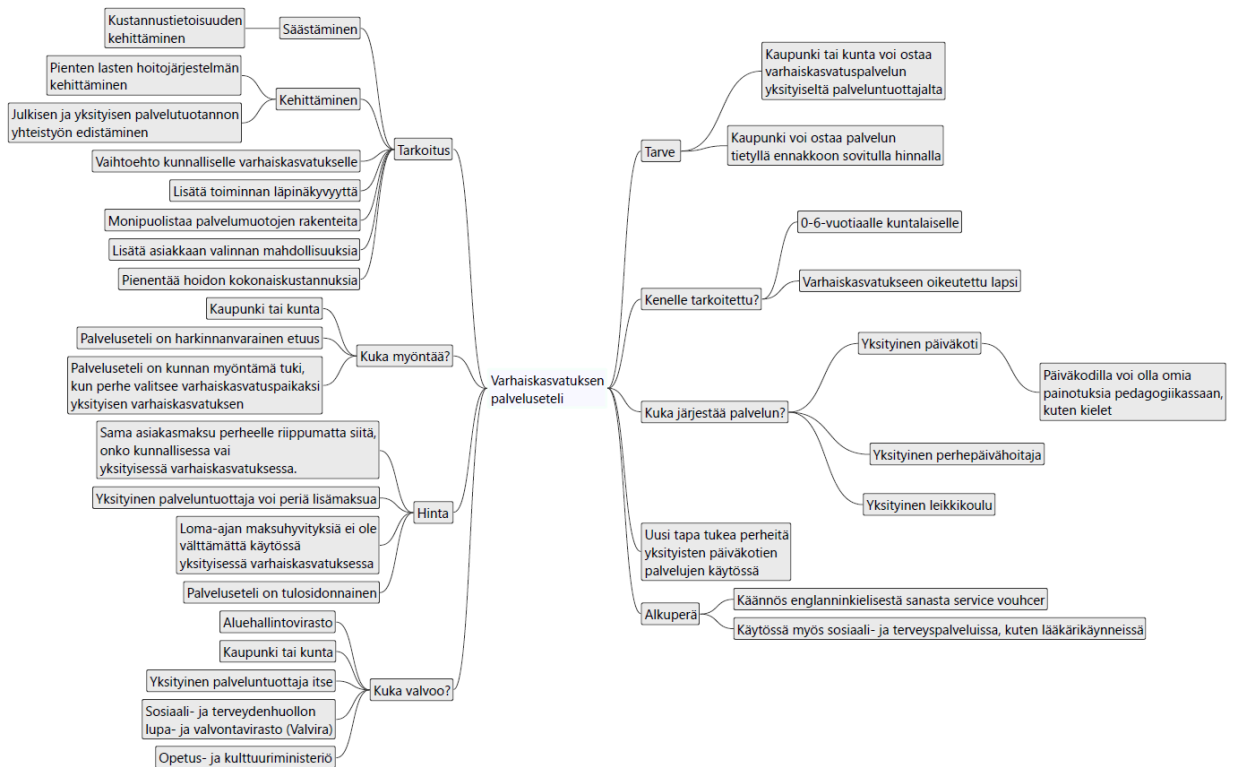 Kustannustietoisuuden
kehittäminen
Säästäminen
Pienten lasten hoitojärjestelmän
kehittäminen
Julkisen ja yksityisen palvelutuotannon
yhteistyön edistäminen
Kehittäminen
Vaihtoehto kunnalliselle varhaiskasvatukselle
Lisätä toiminnan läpinäkyvyyttä
Monipuolistaa palvelumuotojen rakenteita
Lisätä asiakkaan valinnan mahdollisuuksia
Pienentää hoidon kokonaiskustannuksia
Tarkoitus
Kaupunki tai kunta
Palveluseteli on harkinnanvarainen etuus
Palveluseteli on kunnan myöntämä tuki,
kun perhe valitsee varhaiskasvatuspaikaksi
yksityisen varhaiskasvatuksen
Kuka myöntää?
Sama asiakasmaksu perheelle riippumatta siitä,
onko kunnallisessa vai
yksityisessä varhaiskasvatuksessa.
Yksityinen palveluntuottaja voi periä lisämaksua
Loma-ajan maksuhyvityksiä ei ole
välttämättä käytössä
yksityisessä varhaiskasvatuksessa
Palveluseteli on tulosidonnainen
Hinta
Aluehallintovirasto
Kaupunki tai kunta
Yksityinen palveluntuottaja itse
Sosiaali- ja terveydenhuollon
lupa- ja valvontavirasto (Valvira)
Opetus- ja kulttuuriministeriö
Kuka valvoo?
Varhaiskasvatuksen
palveluseteli
Tarve
Kaupunki tai kunta voi ostaa
varhaiskasvatuspalvelun
yksityiseltä palveluntuottajalta
Kaupunki voi ostaa palvelun
tietyllä ennakkoon sovitulla hinnalla
Kenelle tarkoitettu?
0-6-vuotiaalle kuntalaiselle
Varhaiskasvatukseen oikeutettu lapsi
Kuka järjestää palvelun?
Yksityinen päiväkoti
Päiväkodilla voi olla omia
painotuksia pedagogiikassaan,
kuten kielet
Yksityinen perhepäivähoitaja
Yksityinen leikkikoulu
Uusi tapa tukea perheitä
yksityisten päiväkotien
palvelujen käytössä
Alkuperä
Käännös englanninkielisestä sanasta service vouhcer
Käytössä myös sosiaali- ja terveyspalveluissa, kuten lääkärikäynneissä